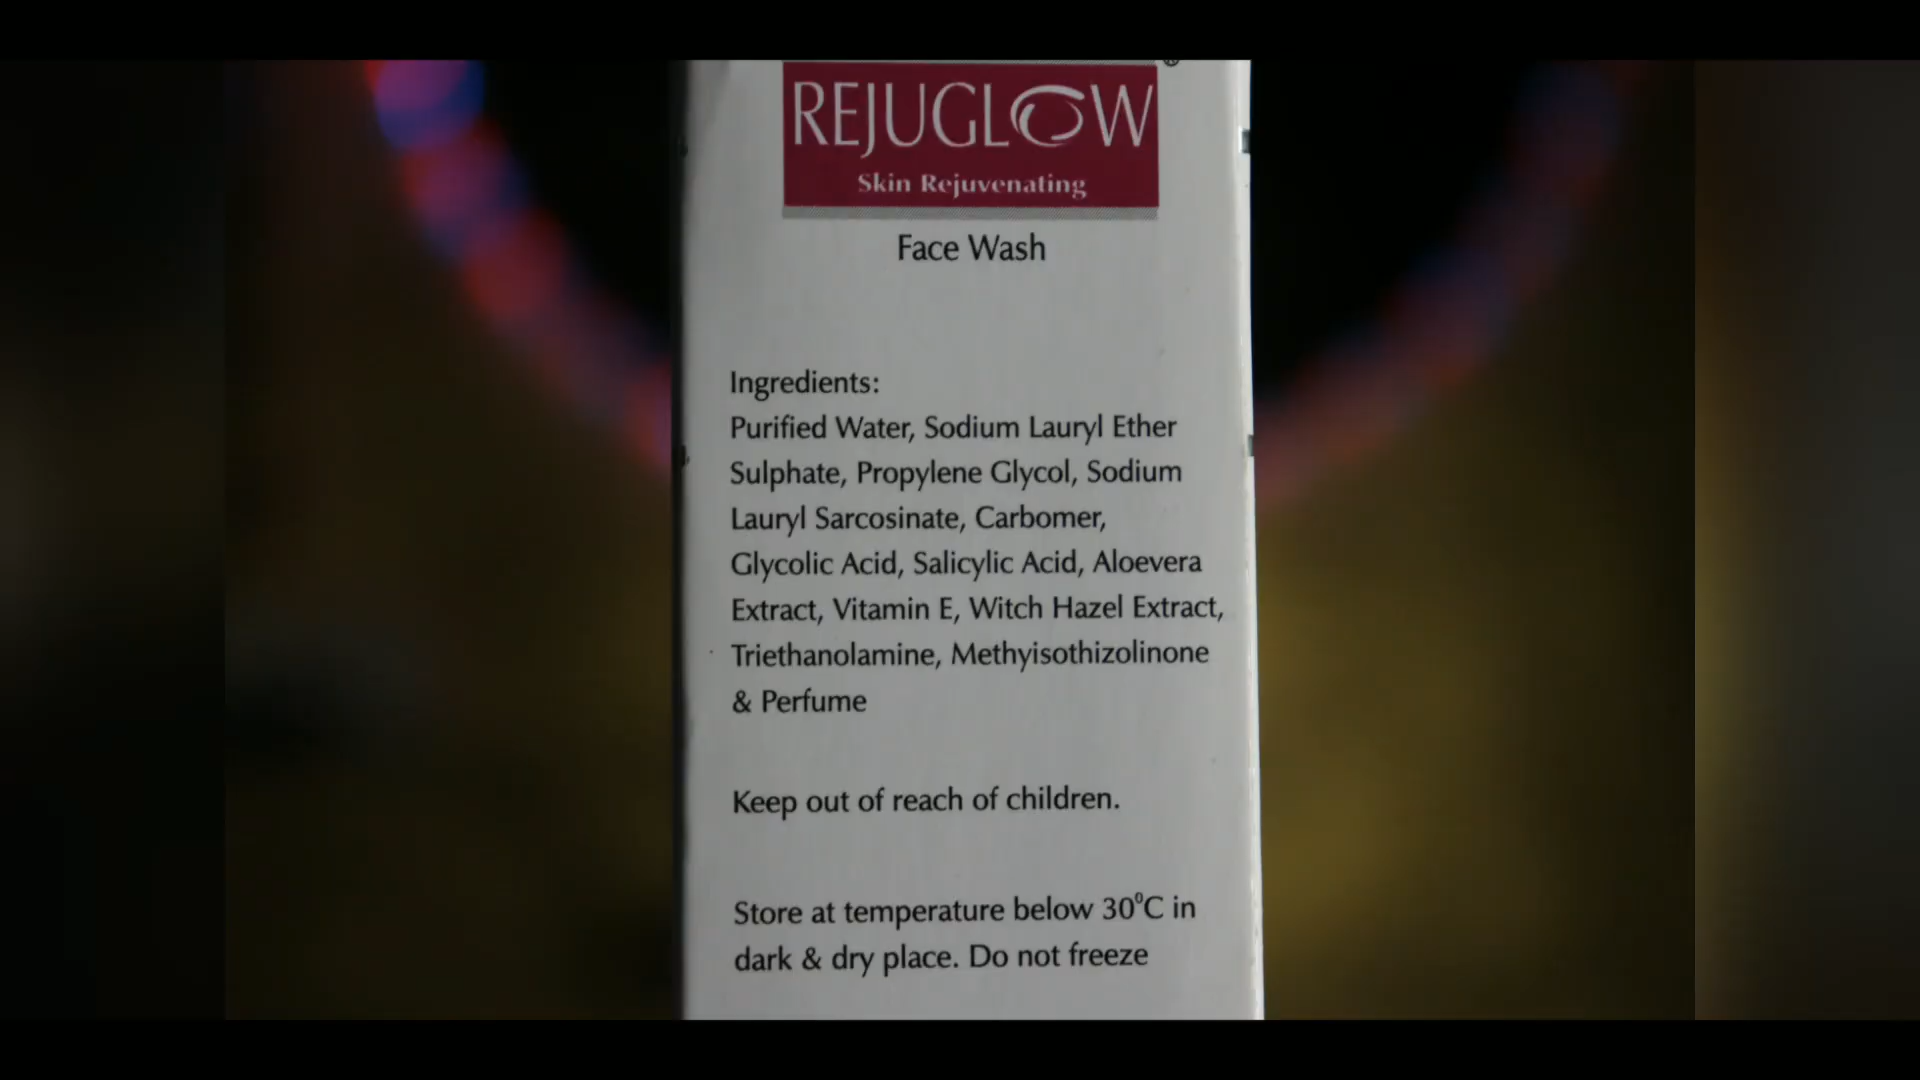 REJUGLOW
Skin Rejuvenating
Face Wash
Ingredients:
Purified Water, Sodium Lauryl Ether
Sulphate, Propylene Glycol, Sodium
Lauryl Sarcosinate, Carbomer,
Glycolic Acid, Salicylic Acid, Aloevera
Extract, Vitamin E, Witch Hazel Extract,
Triethanolamine, Methyisothizolinone
& Perfume
Keep out of reach of children.
Store at temperature below 30⁰C in
dark & dry place. Do not freeze